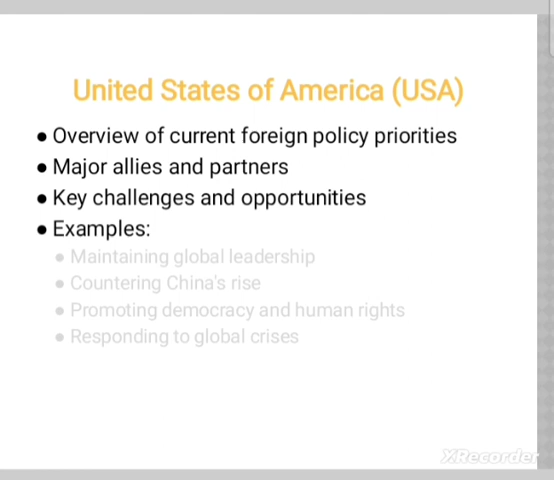 United States of America (USA)
• Overview of current foreign policy priorities
• Major allies and partners
• Key challenges and opportunities
• Examples:
• Maintaining global leadership
• Countering China's rise
• Promoting democracy and human rights
• Responding to global crises
XRecorder